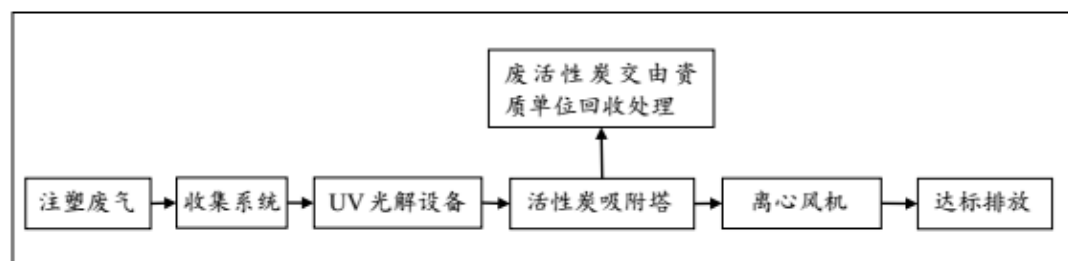 废活性炭交由资
质单位回收处理
注塑废气
收集系统
UV光解设备
活性炭吸附塔
离心风机
达标排放